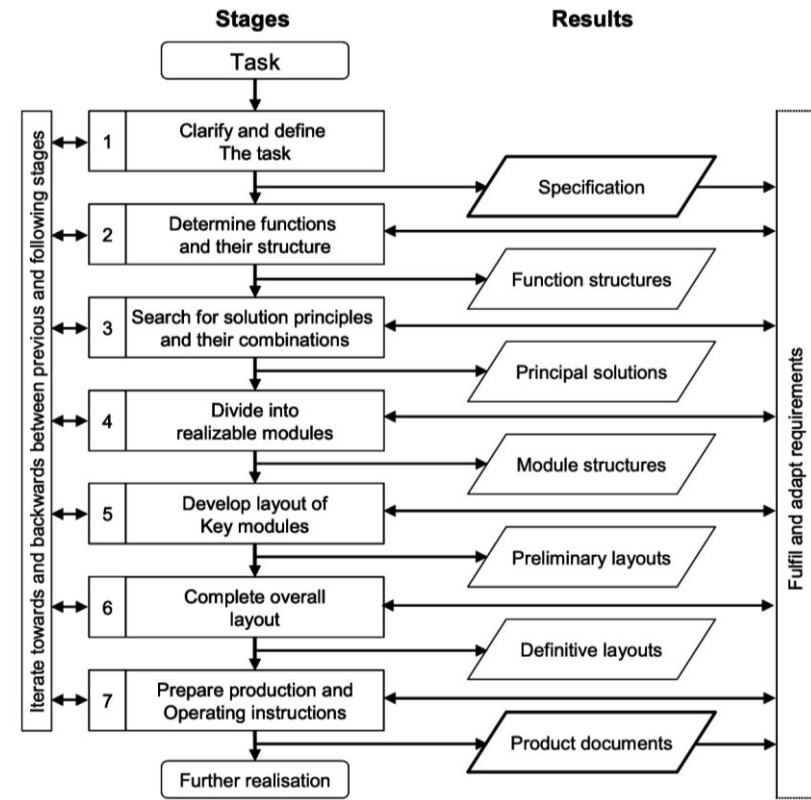 Stages
Results
Task
Iterate towards and backwards between previous and following stages
1
Clarify and define
The task
Specification
2
Determine functions
and their structure
Function structures
3
Search for solution principles
and their combinations
Principal solutions
4
Divide into
realizable modules
Module structures
5
Develop layout of
Key modules
Preliminary layouts
6
Complete overall
layout
Definitive layouts
7
Prepare production and
Operating instructions
Product documents
Further realisation
Fulfil and adapt requirements